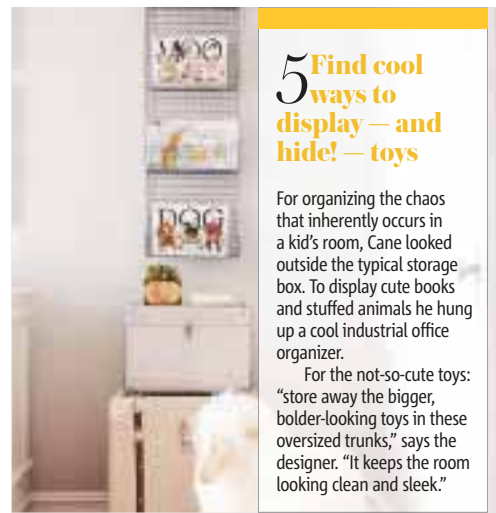 MOO
DOG
5 Find cool
ways to
display — and
hide! — toys
For organizing the chaos
that inherently occurs in
a kid’s room, Cane looked
outside the typical storage
box. To display cute books
and stuffed animals he hung
up a cool industrial office
organizer.
For the not-so-cute toys:
“store away the bigger,
bolder-looking toys in these
oversized trunks,” says the
designer. “It keeps the room
looking clean and sleek.”